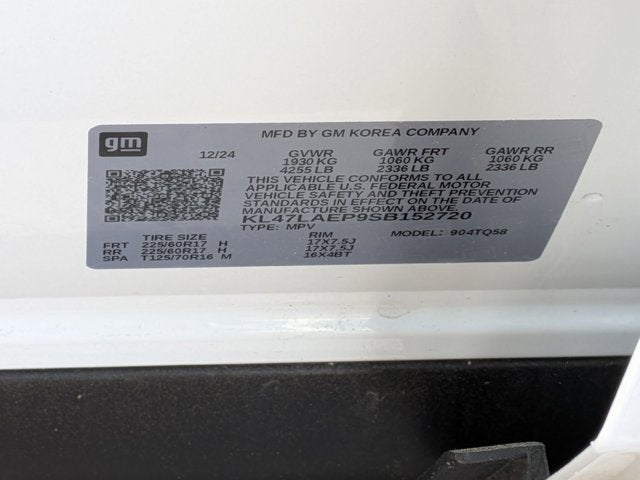 gm
MFD BY GM KOREA COMPANY
12/24 GVWR GAWR FRT GAWR RR
1930 KG 1060 KG 1060 KG
4255 LB 2336 LB 2336 LB
THIS VEHICLE CONFORMS TO ALL
APPLICABLE U.S. FEDERAL MOTOR
VEHICLE SAFETY AND THEFT PREVENTION
STANDARDS IN EFFECT ON THE DATE OF
MANUFACTURE SHOWN ABOVE.
KL47LAEP9SB152720
TYPE: MPV MODEL: 904TQ58
TIRE SIZE RIM
FRT 225/60R17 H 17X7.5J
RR 225/60R17 H 17X7.5J
SPA T125/70R16 M 16X4BT